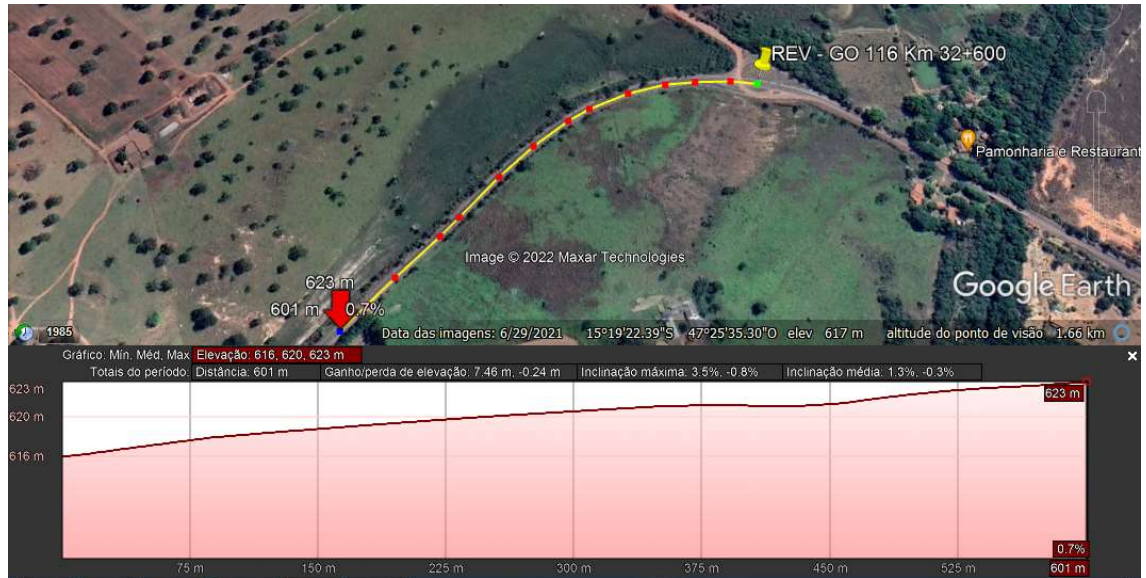 REV - GO 116 Km 32+600
Pamonharia e Restaurant
Image © 2022 Maxar Technologies
623 m
601 m 0.7%
Google Earth
1985
Data das imagens: 6/29/2021 15°19'22.39"S 47°25'35.30"O elev 617 m altitude do ponto de visão 1.66 km
Gráfico: Mín. Méd, Max Elevação: 616, 620, 623 m
Totais do período: Distância: 601 m Ganho/perda de elevação: 7.46 m, -0.24 m Inclinação máxima: 3.5%, -0.8% Inclinação média: 1.3%, -0.3%
623 m
623 m
620 m
616 m
0.7%
75 m 150 m 225 m 300 m 375 m 450 m 525 m 601 m